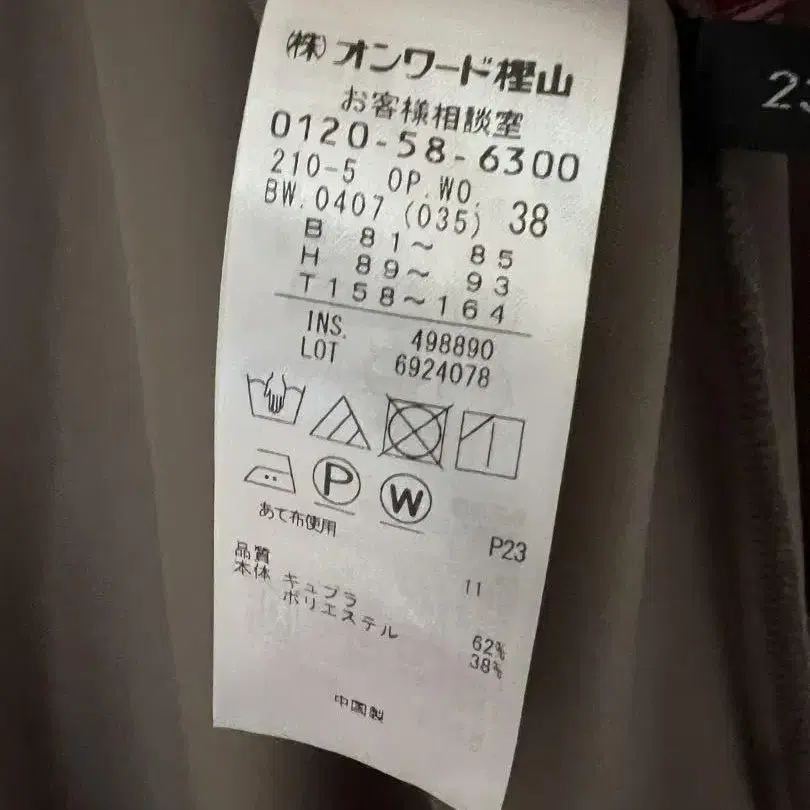 (株)オンワード樫山
お客様相談室
0120-58-6300
210-5 OP.WO.
BW.0407 (035) 38
B 81～ 85
H 89～ 93
T158～164
INS. 498890
LOT 6924078
P W
あて布使用
P23
品質 11
本体 キュプラ 62%
ポリエステル 38%
中国製